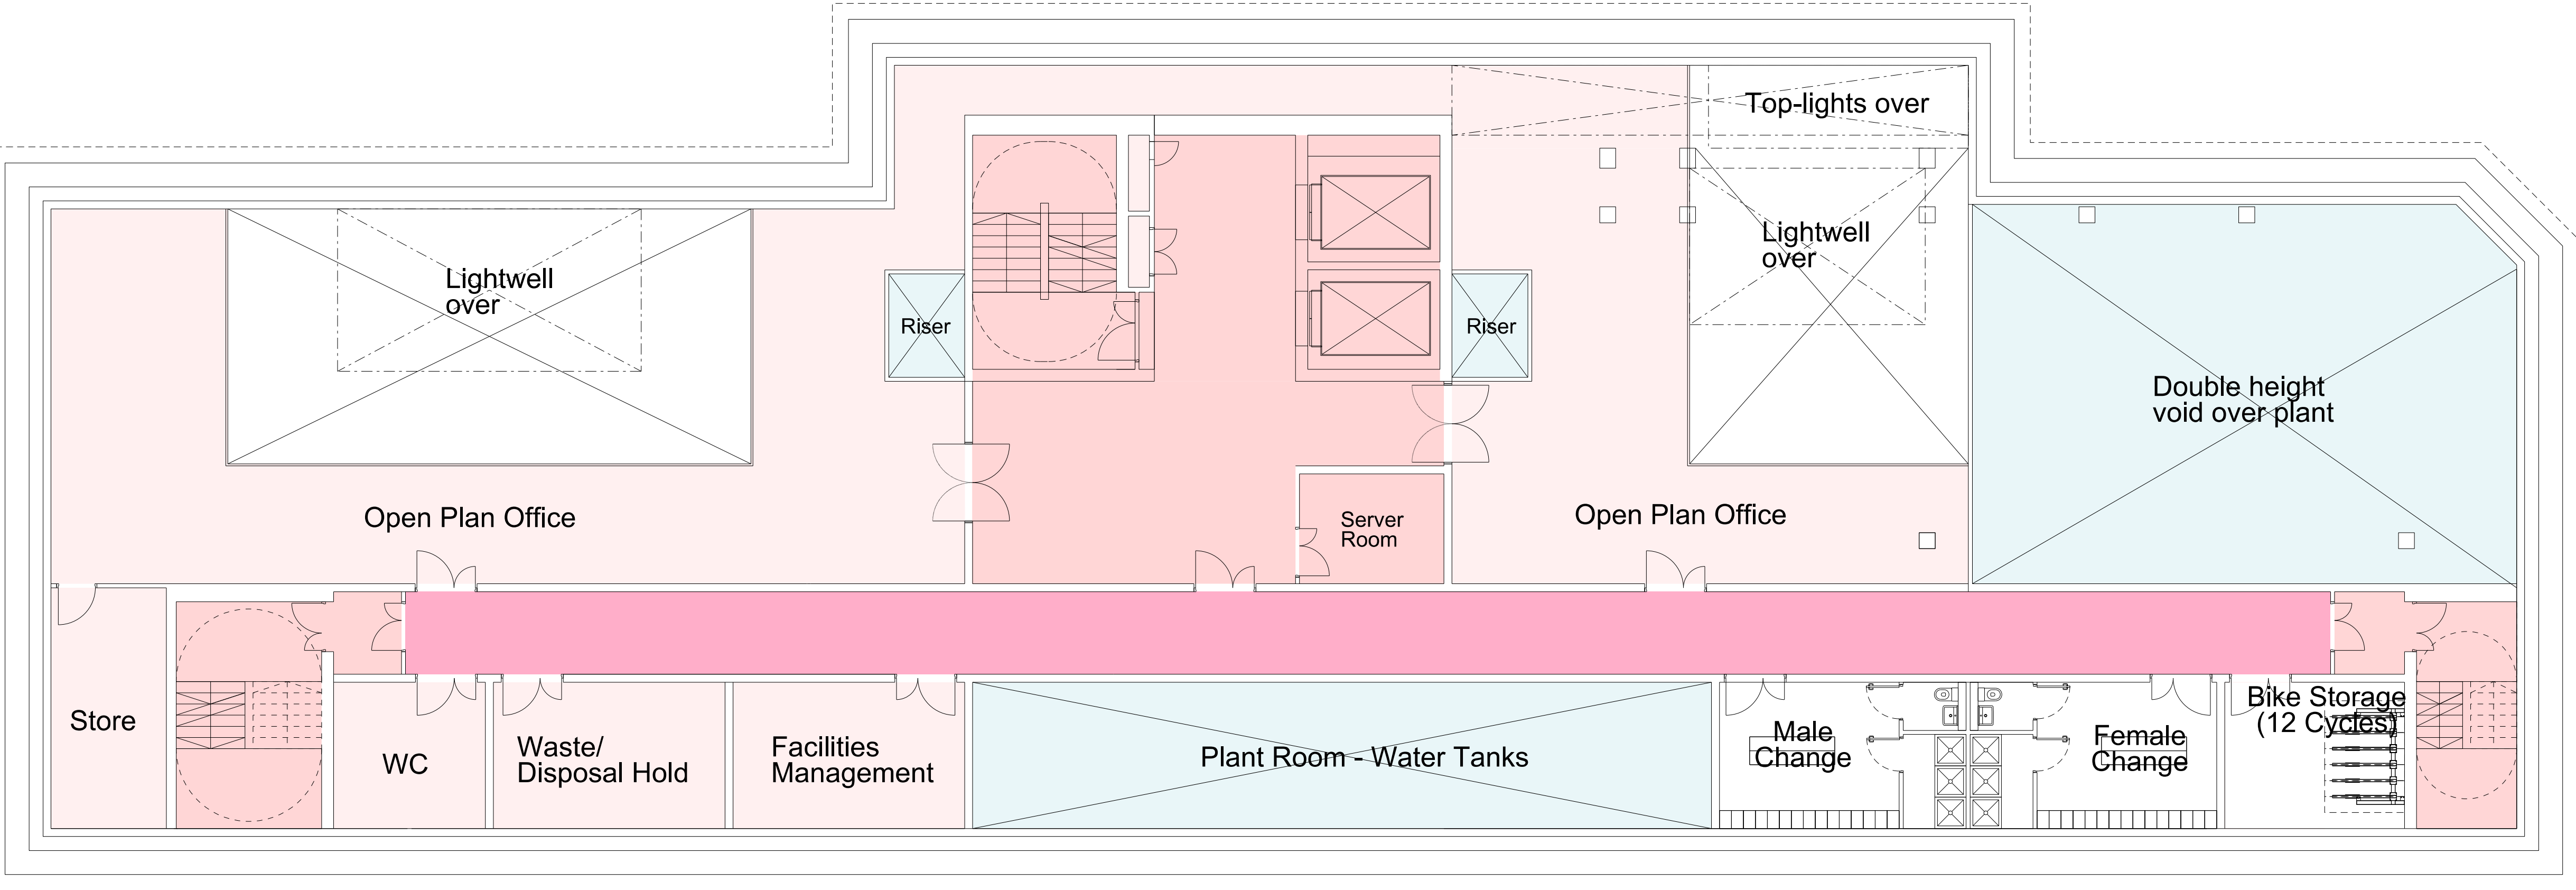 Top-lights over
Lightwell
over
Lightwell
over
Riser
Riser
Double height
void over plant
Open Plan Office
Server
Room
Open Plan Office
Store
WC
Waste/
Disposal Hold
Facilities
Management
Plant Room - Water Tanks
Male
Change
Female
Change
Bike Storage
(12 Cycles)